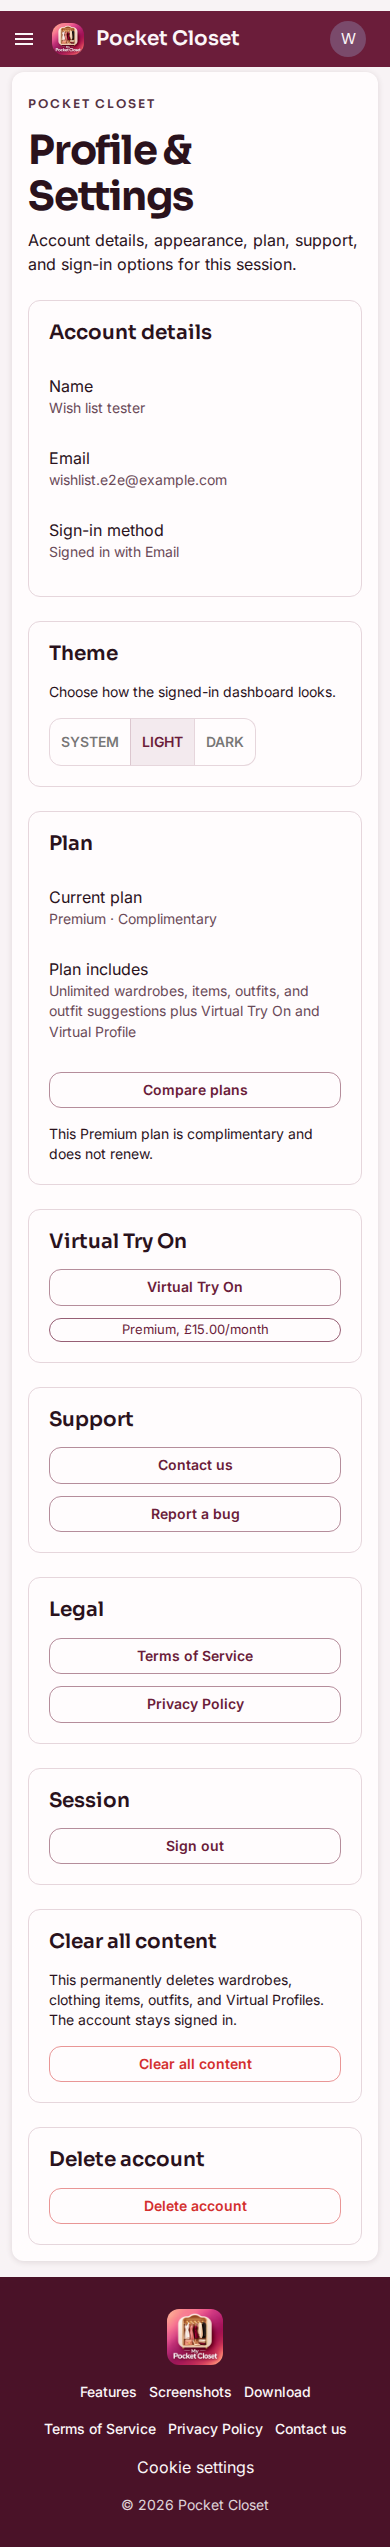 Pocket Closet
W
POCKET CLOSET
Profile &
Settings
Account details, appearance, plan, support,
and sign-in options for this session.
Account details
Name
Wish list tester
Email
wishlist.e2e@example.com
Sign-in method
Signed in with Email
Theme
Choose how the signed-in dashboard looks.
SYSTEM LIGHT DARK
Plan
Current plan
Premium · Complimentary
Plan includes
Unlimited wardrobes, items, outfits, and
outfit suggestions plus Virtual Try On and
Virtual Profile
Compare plans
This Premium plan is complimentary and
does not renew.
Virtual Try On
Virtual Try On
Premium, £15.00/month
Support
Contact us
Report a bug
Legal
Terms of Service
Privacy Policy
Session
Sign out
Clear all content
This permanently deletes wardrobes,
clothing items, outfits, and Virtual Profiles.
The account stays signed in.
Clear all content
Delete account
Delete account
My
Pocket Closet
Features Screenshots Download
Terms of Service Privacy Policy Contact us
Cookie settings
© 2026 Pocket Closet